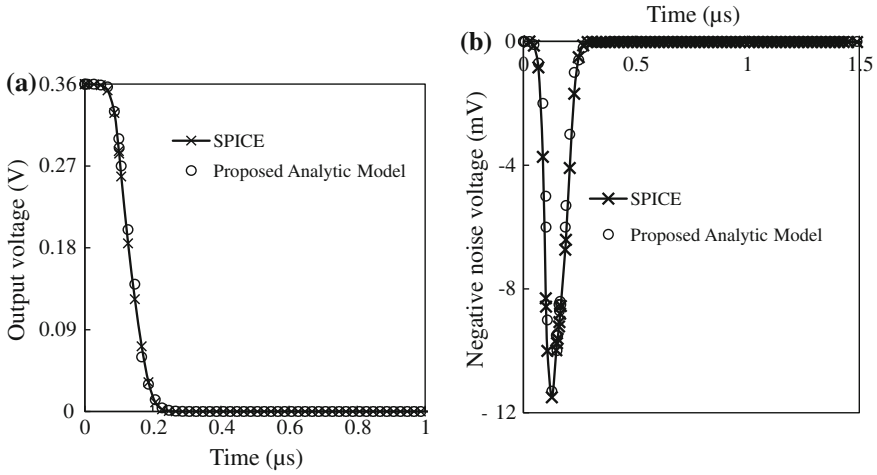 (a)
0.36
0.27
0.18
0.09
0
Output voltage (V)
SPICE
Proposed Analytic Model
0
0.2
0.4
0.6
0.8
1
Time (µs)
(b)
Time (µs)
0
0.5
1
1.5
0
-4
-8
- 12
Negative noise voltage (mV)
SPICE
Proposed Analytic Model